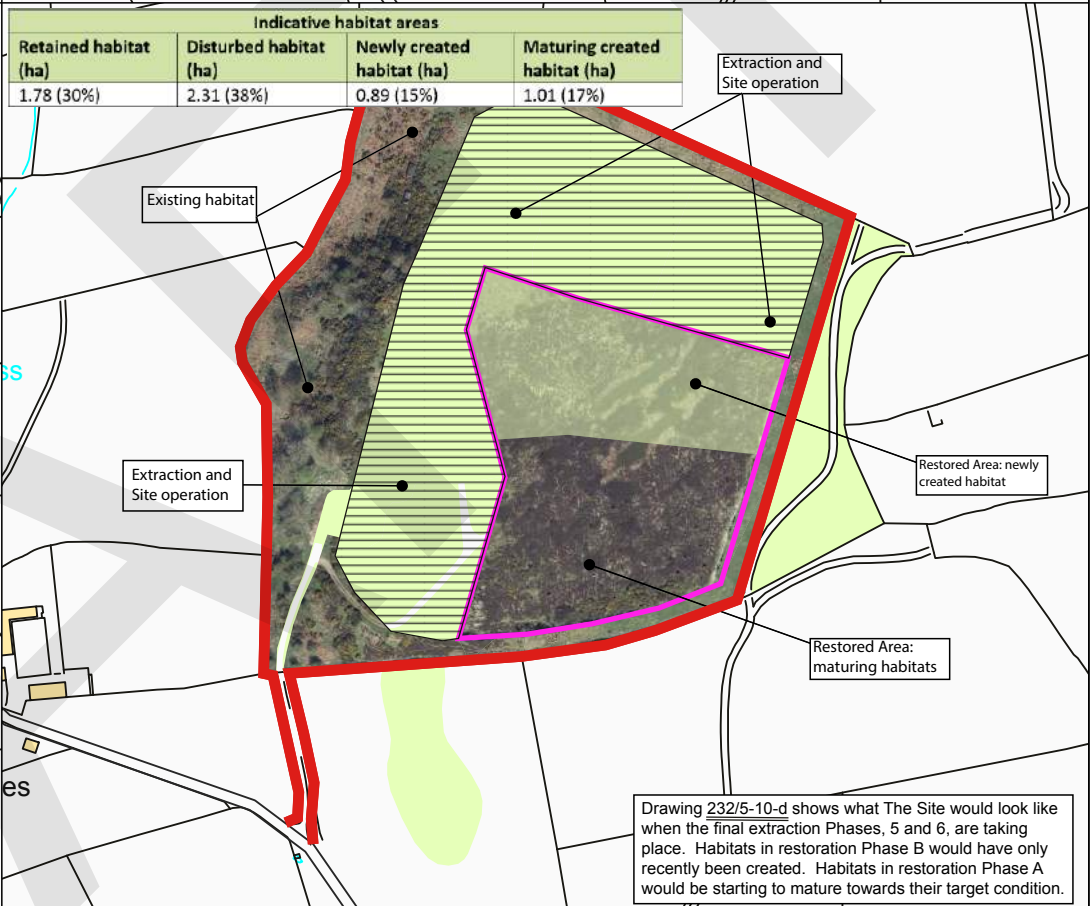 Indicative habitat areas
Retained habitat (ha)
Disturbed habitat (ha)
Newly created habitat (ha)
Maturing created habitat (ha)
1.78 (30%)
2.31 (38%)
0.89 (15%)
1.01 (17%)
Extraction and
Site operation
Existing habitat
ss
Extraction and
Site operation
Restored Area: newly
created habitat
Restored Area:
maturing habitats
es
Drawing 232/5-10-d shows what The Site would look like
when the final extraction Phases, 5 and 6, are taking
place. Habitats in restoration Phase B would have only
recently been created. Habitats in restoration Phase A
would be starting to mature towards their target condition.